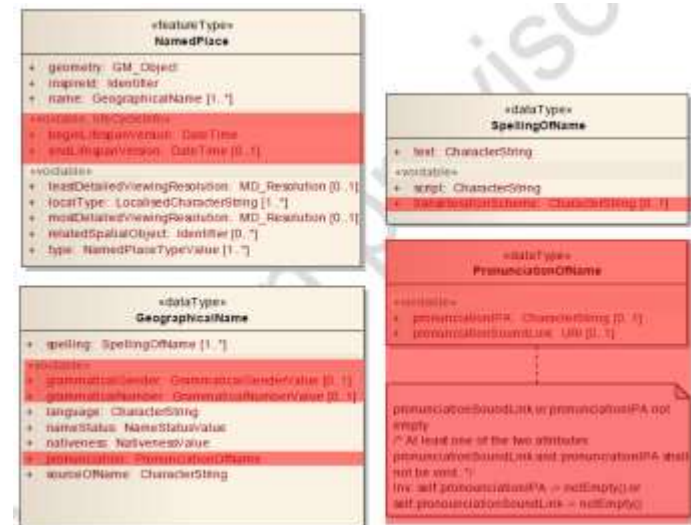 «featureType»
NamedPlace
+ geometry: GM_Object
+ inspireId: Identifier
+ name: GeographicalName [1..*]
«voidable, lifeCycleInfo»
+ beginLifespanVersion: DateTime
+ endLifespanVersion: DateTime [0..1]
«voidable»
+ leastDetailedViewingResolution: MD_Resolution [0..1]
+ localType: LocalisedCharacterString [1..*]
+ mostDetailedViewingResolution: MD_Resolution [0..1]
+ relatedSpatialObject: Identifier [0..*]
+ type: NamedPlaceTypeValue [1..*]
«dataType»
GeographicalName
+ spelling: SpellingOfName [1..*]
«voidable»
+ grammaticalGender: GrammaticalGenderValue [0..1]
+ grammaticalNumber: GrammaticalNumberValue [0..1]
+ language: CharacterString
+ nameStatus: NameStatusValue
+ nativeness: NativenessValue
+ pronunciation: PronunciationOfName
+ sourceOfName: CharacterString
«dataType»
SpellingOfName
+ text: CharacterString
«voidable»
+ script: CharacterString
+ transliterationScheme: CharacterString [0..1]
«dataType»
PronunciationOfName
«voidable»
+ pronunciationIPA: CharacterString [0..1]
+ pronunciationSoundLink: URI [0..1]
pronunciationSoundLink or pronunciationIPA not
empty
/* At least one of the two attributes
pronunciationSoundLink and pronunciationIPA shall
not be void. */
Inv: self.pronounciationIPA -> notEmpty() or
self.pronounciationSoundLink -> notEmpty()